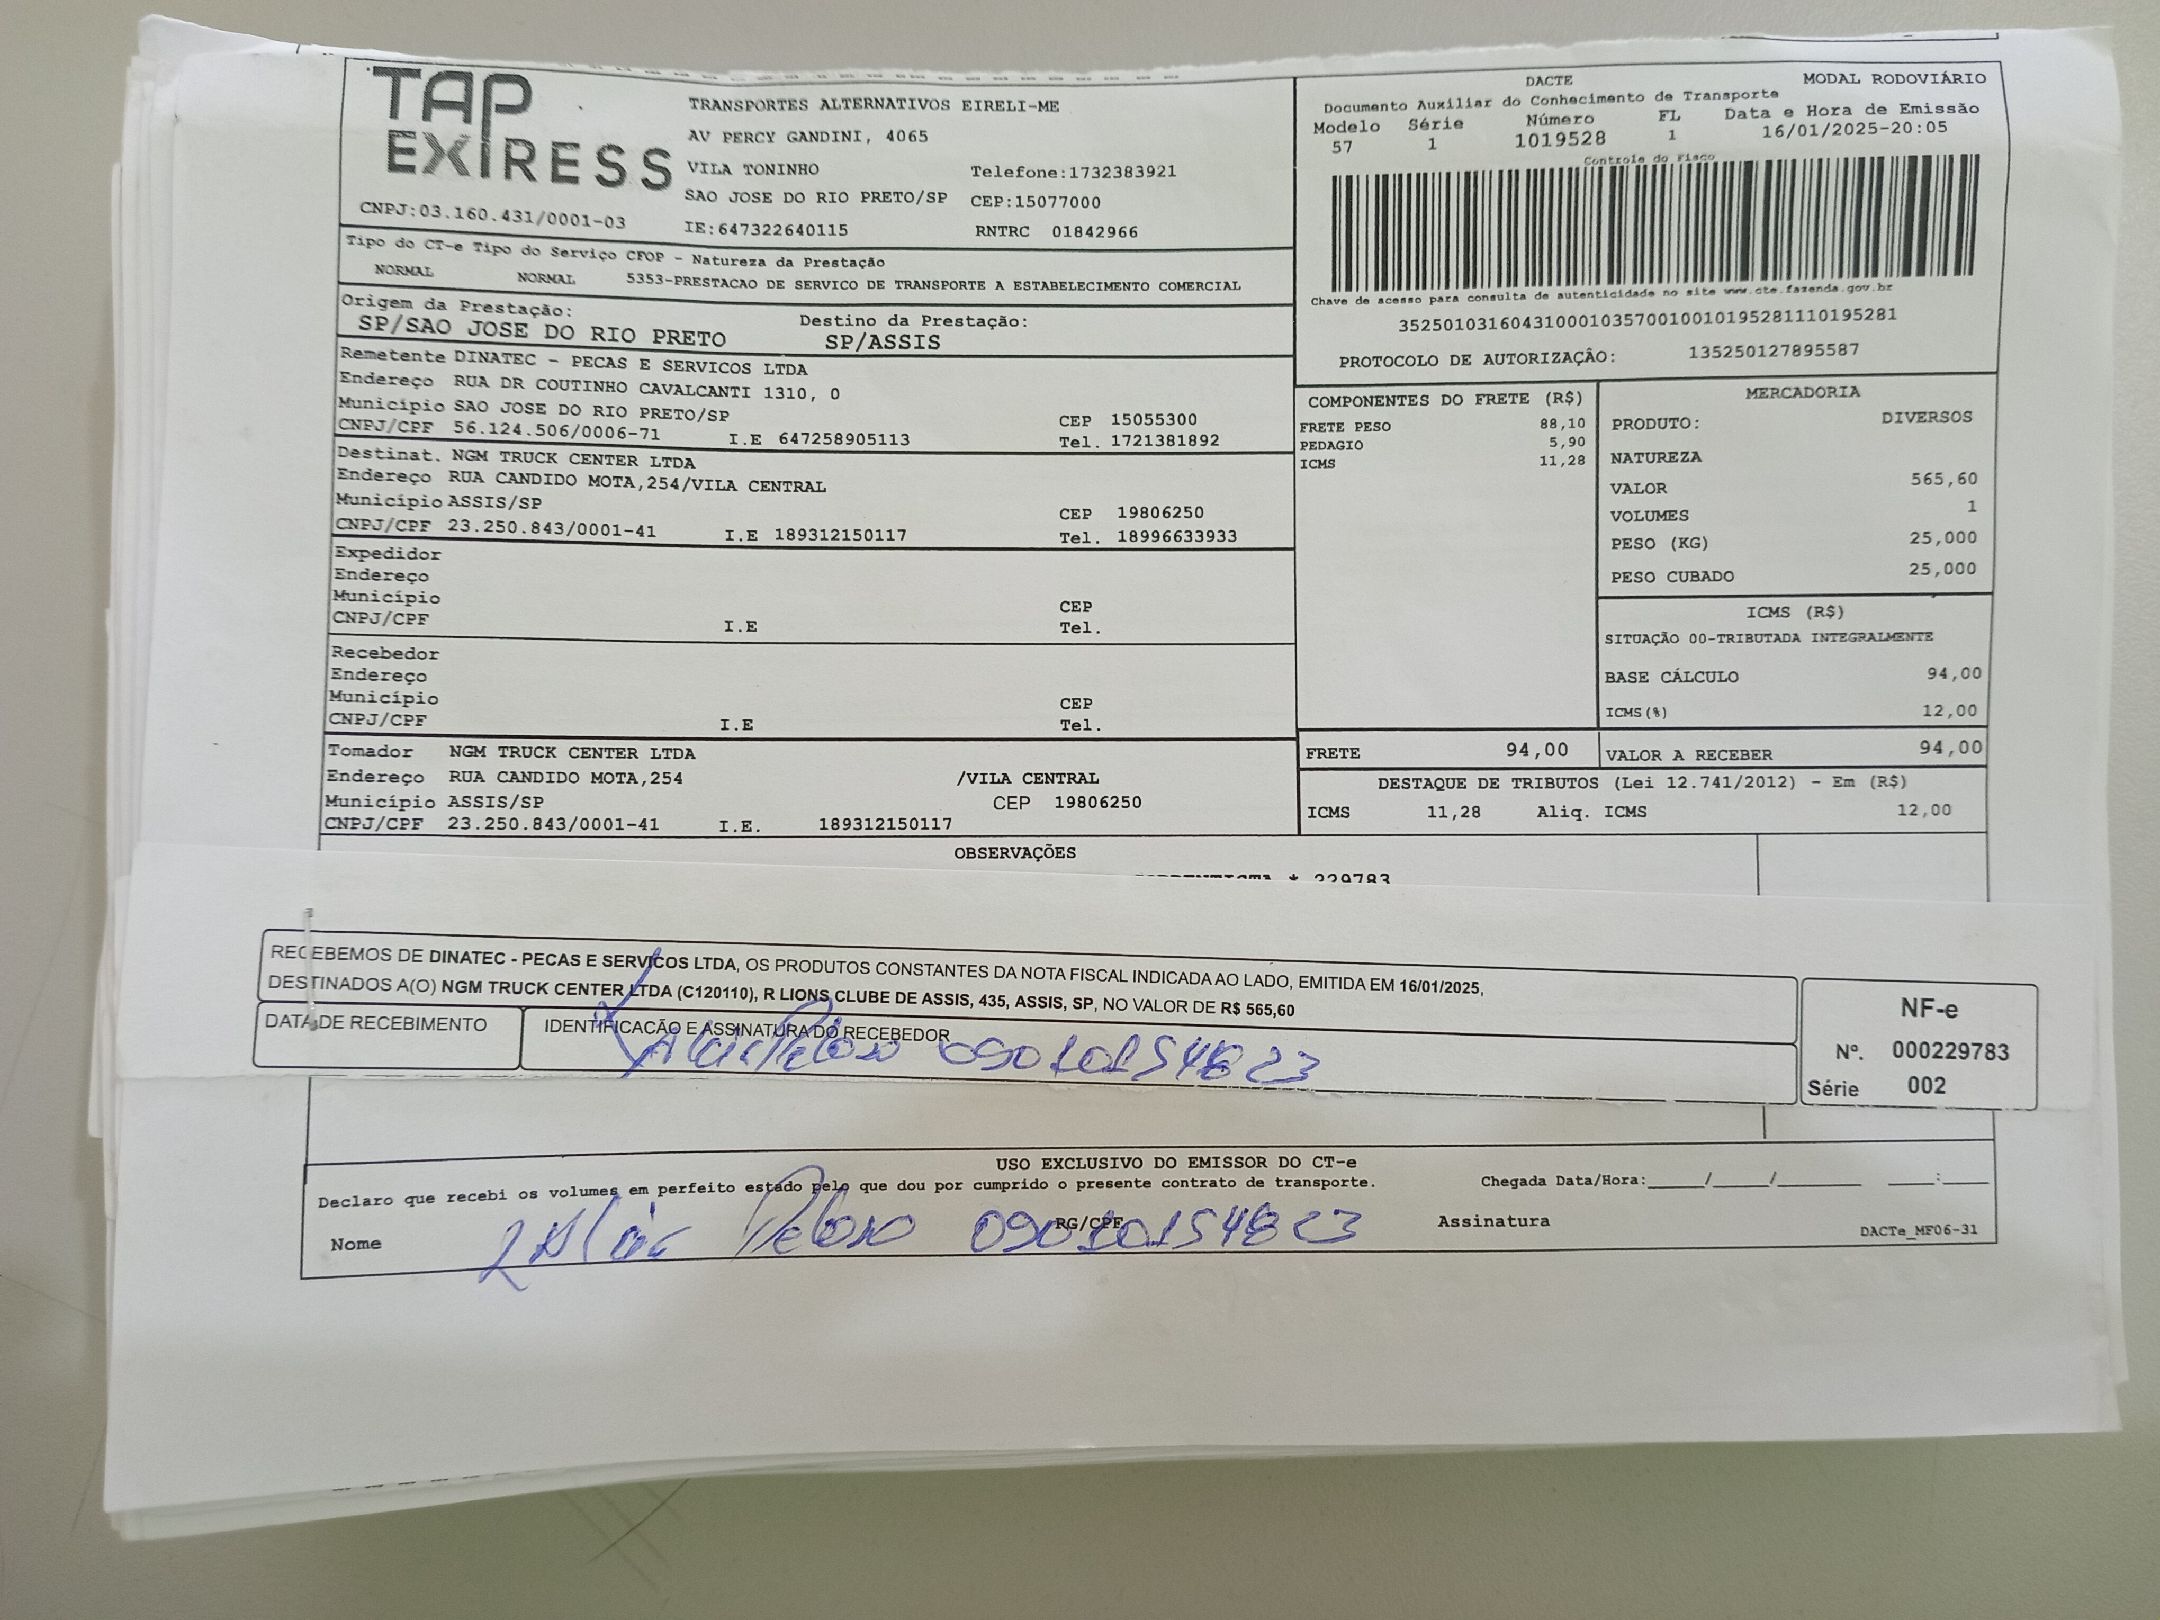 TAP
EXPRESS
TRANSPORTES ALTERNATIVOS EIRELI-ME
AV PERCY GANDINI, 4065
VILA TONINHO Telefone:1732383921
SAO JOSE DO RIO PRETO/SP CEP:15077000
CNPJ:03.160.431/0001-03 IE:647322640115 RNTRC 01842966
DACTE MODAL RODOVIÁRIO
Documento Auxiliar do Conhecimento de Transporte
Modelo Série Número FL Data e Hora de Emissão
57 1 1019528 1 16/01/2025-20:05
Controle do Fisco
Chave de acesso para consulta de autenticidade no site www.cte.fazenda.gov.br
35250103160431000103570010010195281110195281
PROTOCOLO DE AUTORIZAÇÃO: 135250127895587
Tipo do CT-e Tipo do Serviço CFOP - Natureza da Prestação
NORMAL NORMAL 5353-PRESTACAO DE SERVICO DE TRANSPORTE A ESTABELECIMENTO COMERCIAL
Origem da Prestação: Destino da Prestação:
SP/SAO JOSE DO RIO PRETO SP/ASSIS
Remetente DINATEC - PECAS E SERVICOS LTDA
Endereço RUA DR COUTINHO CAVALCANTI 1310, 0
Município SAO JOSE DO RIO PRETO/SP CEP 15055300
CNPJ/CPF 56.124.506/0006-71 I.E 647258905113 Tel. 1721381892
Destinat. NGM TRUCK CENTER LTDA
Endereço RUA CANDIDO MOTA,254/VILA CENTRAL
Município ASSIS/SP CEP 19806250
CNPJ/CPF 23.250.843/0001-41 I.E 189312150117 Tel. 18996633933
Expedidor
Endereço
Município CEP
CNPJ/CPF I.E Tel.
Recebedor
Endereço
Município CEP
CNPJ/CPF I.E Tel.
Tomador NGM TRUCK CENTER LTDA
Endereço RUA CANDIDO MOTA,254 /VILA CENTRAL
Município ASSIS/SP CEP 19806250
CNPJ/CPF 23.250.843/0001-41 I.E. 189312150117
COMPONENTES DO FRETE (R$)
FRETE PESO 88,10
PEDAGIO 5,90
ICMS 11,28
MERCADORIA
PRODUTO: DIVERSOS
NATUREZA
VALOR 565,60
VOLUMES 1
PESO (KG) 25,000
PESO CUBADO 25,000
ICMS (R$)
SITUAÇÃO 00-TRIBUTADA INTEGRALMENTE
BASE CÁLCULO 94,00
ICMS(%) 12,00
FRETE 94,00 VALOR A RECEBER 94,00
DESTAQUE DE TRIBUTOS (Lei 12.741/2012) - Em (R$)
ICMS 11,28 Aliq. ICMS 12,00
OBSERVAÇÕES
* 229783
RECEBEMOS DE DINATEC - PECAS E SERVICOS LTDA, OS PRODUTOS CONSTANTES DA NOTA FISCAL INDICADA AO LADO, EMITIDA EM 16/01/2025,
DESTINADOS A(O) NGM TRUCK CENTER LTDA (C120110), R LIONS CLUBE DE ASSIS, 435, ASSIS, SP, NO VALOR DE R$ 565,60
DATA DE RECEBIMENTO IDENTIFICAÇÃO E ASSINATURA DO RECEBEDOR
NF-e
Nº. 000229783
Série 002
USO EXCLUSIVO DO EMISSOR DO CT-e
Declaro que recebi os volumes em perfeito estado pelo que dou por cumprido o presente contrato de transporte. Chegada Data/Hora:____/____/______ ____:____
Nome RG/CPF Assinatura DACTe_MF06-31